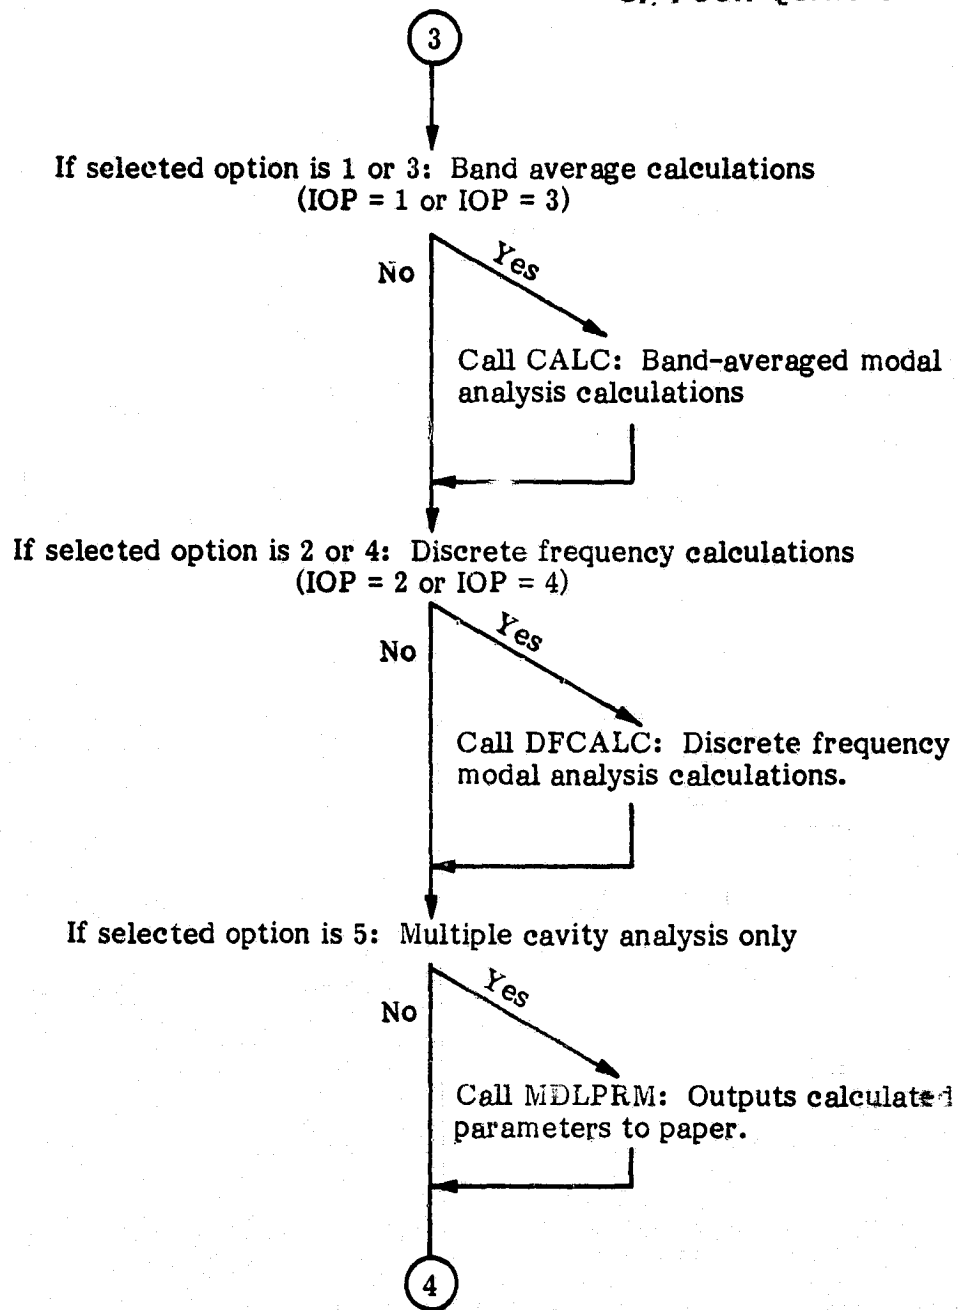 3
If selected option is 1 or 3: Band average calculations
(IOP = 1 or IOP = 3)
Yes
No
Call CALC: Band-averaged modal
analysis calculations
If selected option is 2 or 4: Discrete frequency calculations
(IOP = 2 or IOP = 4)
Yes
No
Call DFCALC: Discrete frequency
modal analysis calculations.
If selected option is 5: Multiple cavity analysis only
Yes
No
Call MDLPRM: Outputs calculated
parameters to paper.
4